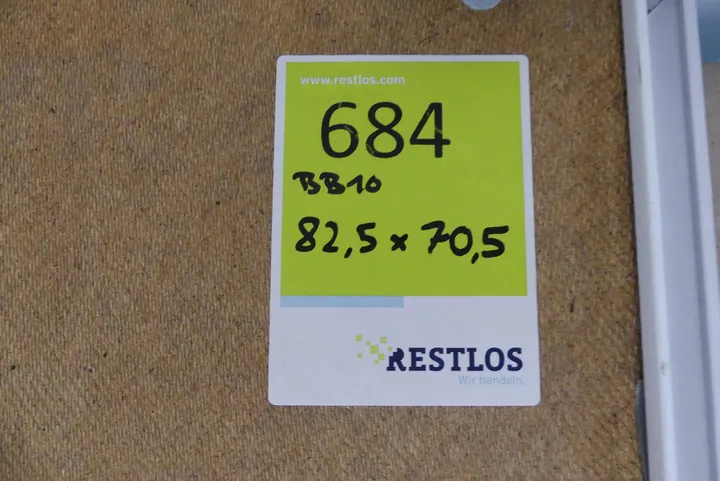 www.restlos.com
684
BB10
82,5 x 70,5
RESTLOS
Wir handeln.